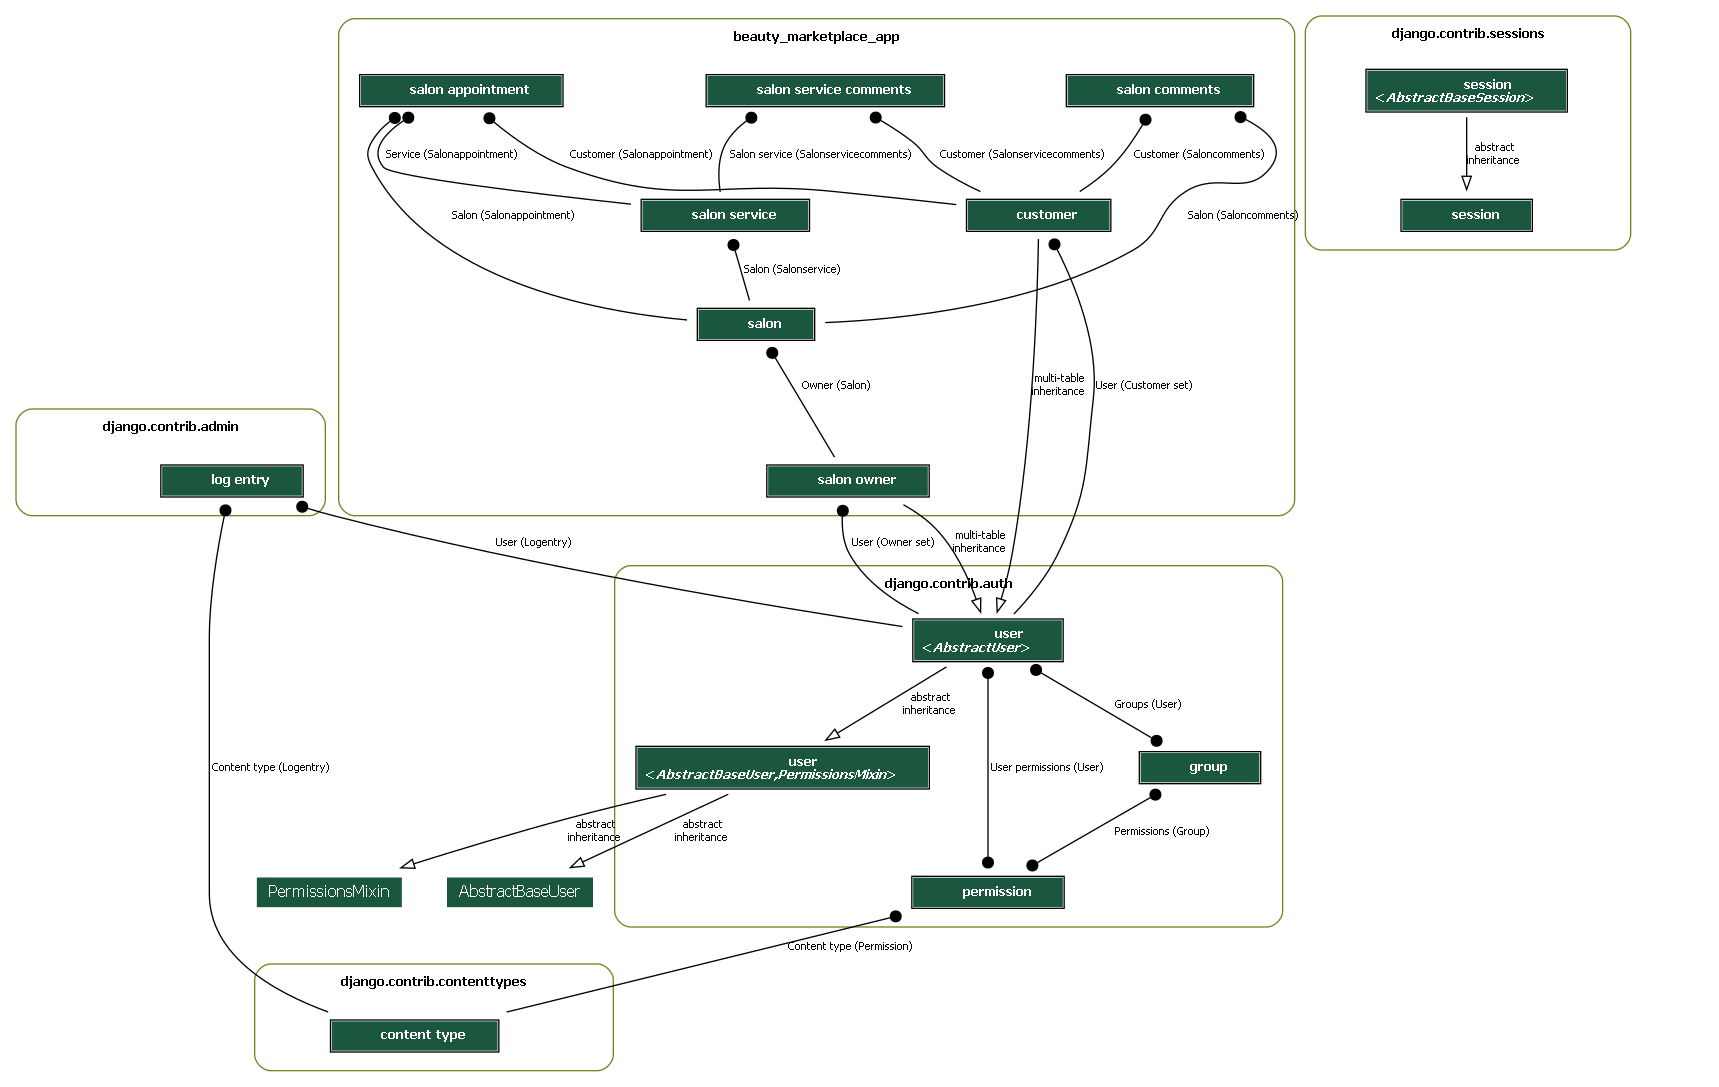 beauty_marketplace_app
django.contrib.sessions
salon appointment
salon service comments
salon comments
session
<AbstractBaseSession>
Service (Salonappointment)
Customer (Salonappointment)
Salon service (Salonservicecomments)
Customer (Salonservicecomments)
Customer (Saloncomments)
abstract
inheritance
Salon (Salonappointment)
salon service
customer
Salon (Saloncomments)
session
Salon (Salonservice)
salon
multi-table
inheritance
User (Customer set)
Owner (Salon)
django.contrib.admin
log entry
salon owner
User (Logentry)
User (Owner set)
multi-table
inheritance
django.contrib.auth
user
<AbstractUser>
abstract
inheritance
Groups (User)
user
<AbstractBaseUser,PermissionsMixin>
Content type (Logentry)
User permissions (User)
group
abstract
inheritance
abstract
inheritance
Permissions (Group)
PermissionsMixin
AbstractBaseUser
permission
Content type (Permission)
django.contrib.contenttypes
content type